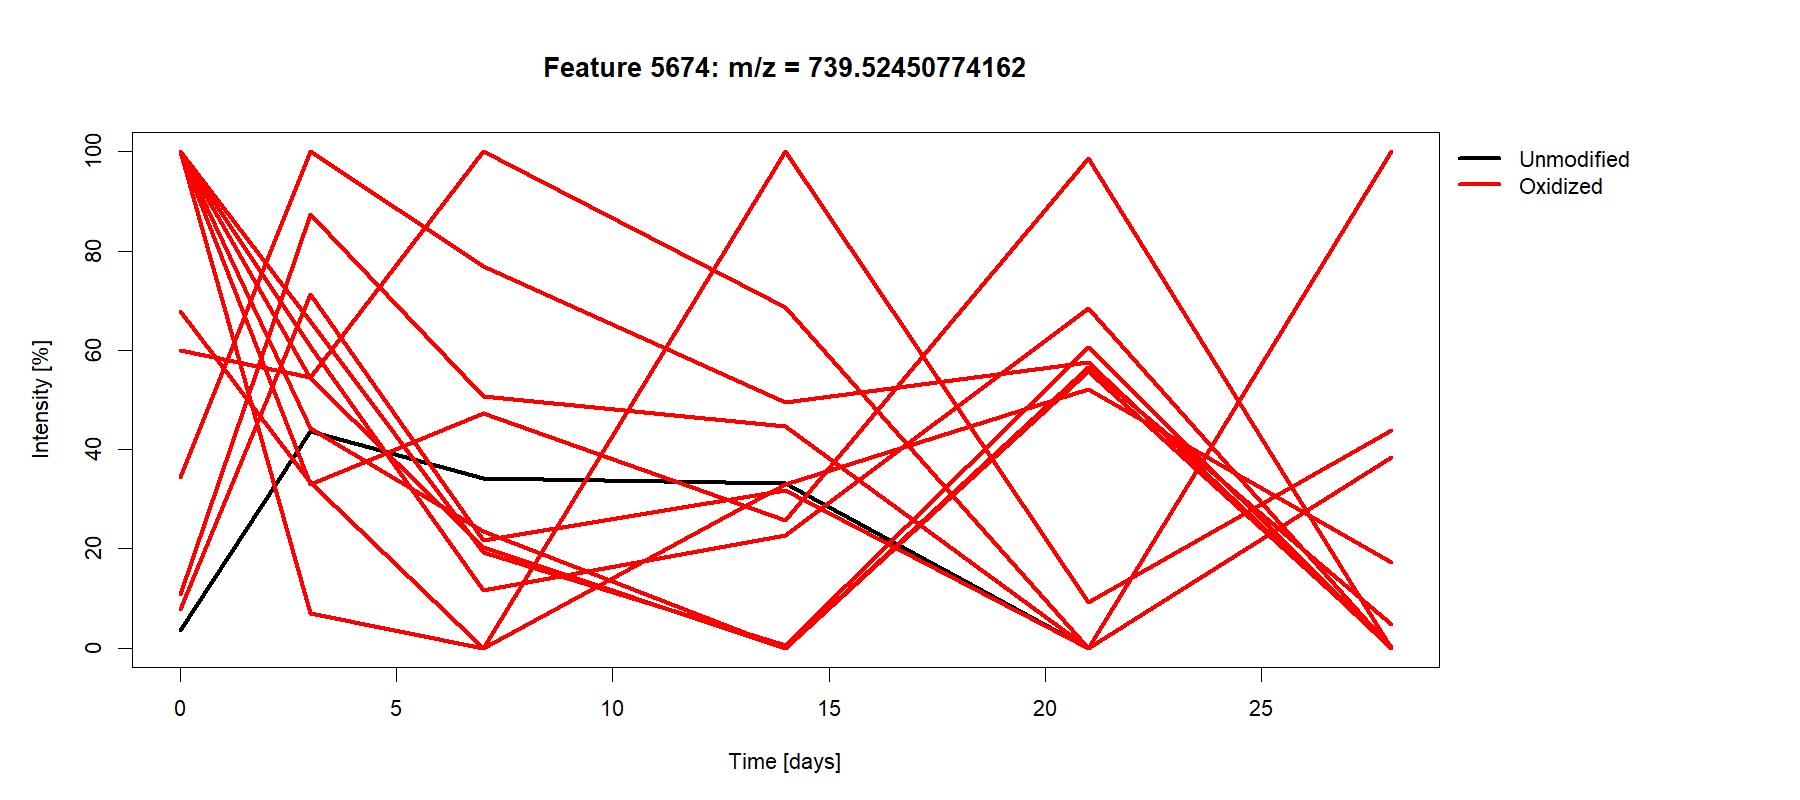 Feature 5674: m/z = 739.52450774162
Unmodified
Oxidized
Intensity [%]
100
80
60
40
20
0
0 5 10 15 20 25
Time [days]